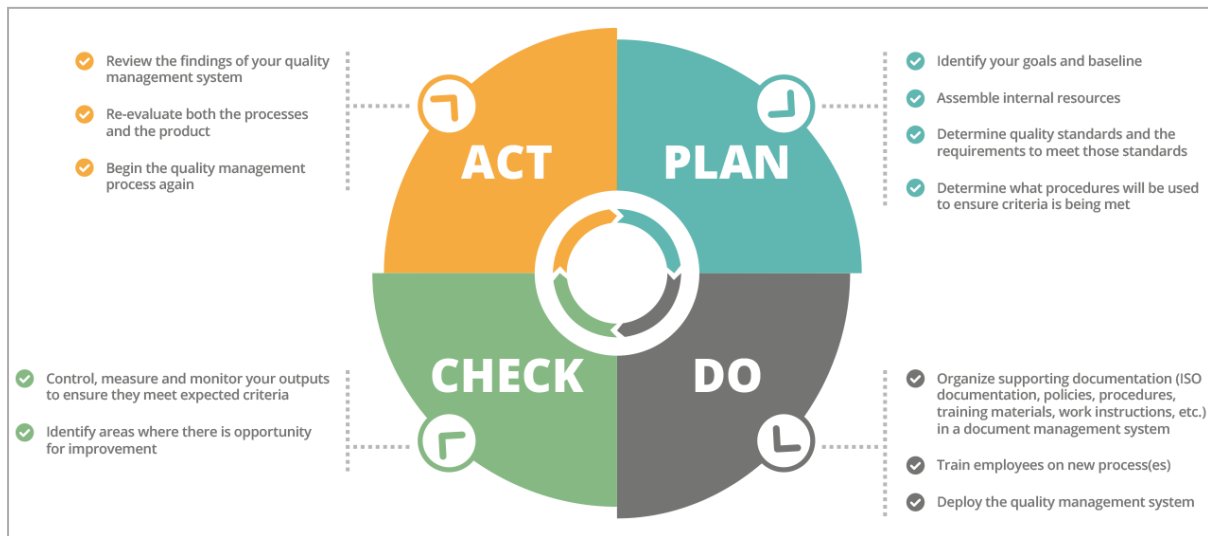 ACT
Review the findings of your quality
management system
Re-evaluate both the processes
and the product
Begin the quality management
process again
PLAN
Identify your goals and baseline
Assemble internal resources
Determine quality standards and the
requirements to meet those standards
Determine what procedures will be used
to ensure criteria is being met
CHECK
Control, measure and monitor your outputs
to ensure they meet expected criteria
Identify areas where there is opportunity
for improvement
DO
Organize supporting documentation (ISO
documentation, policies, procedures,
training materials, work instructions, etc.)
in a document management system
Train employees on new process(es)
Deploy the quality management system